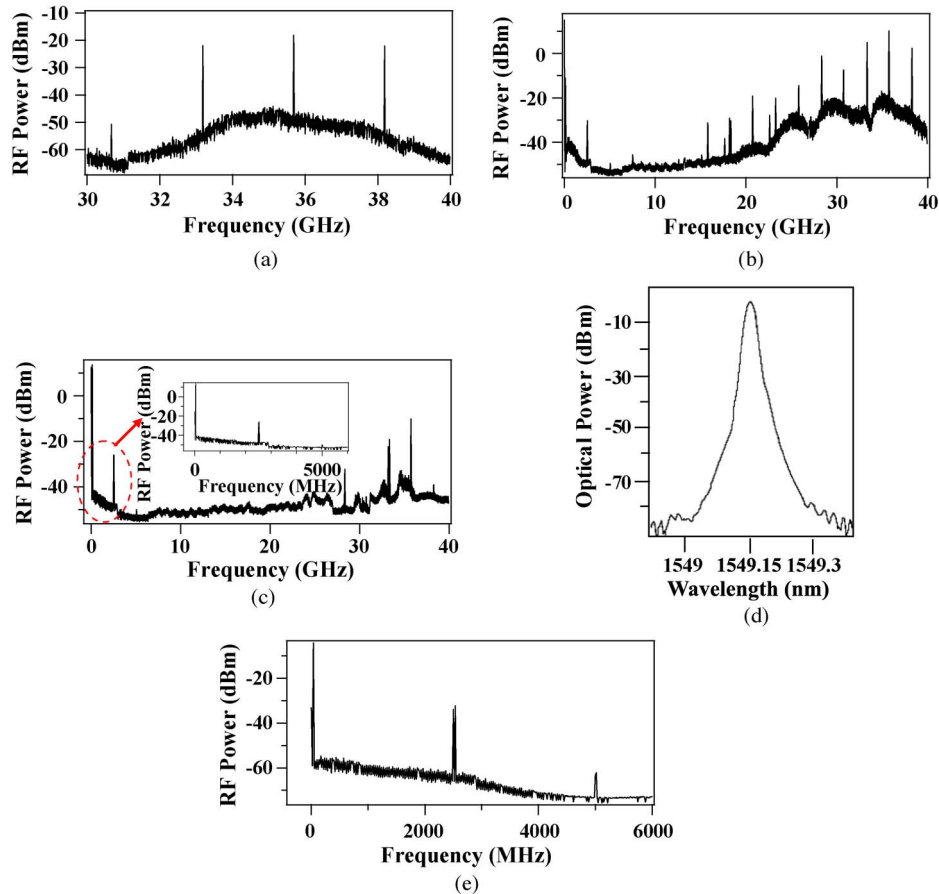 -10
-20
-30
-40
-50
-60
RF Power (dBm)
30 32 34 36 38 40
Frequency (GHz)
(a)
0
-20
-40
RF Power (dBm)
0 10 20 30 40
Frequency (GHz)
(b)
0
-20
-40
RF Power (dBm)
0
-20
-40
RF Power (dBm)
0 5000
Frequency (MHz)
0 10 20 30 40
Frequency (GHz)
(c)
-10
-30
-50
-70
Optical Power (dBm)
1549 1549.15 1549.3
Wavelength (nm)
(d)
-20
-40
-60
RF Power (dBm)
0 2000 4000 6000
Frequency (MHz)
(e)